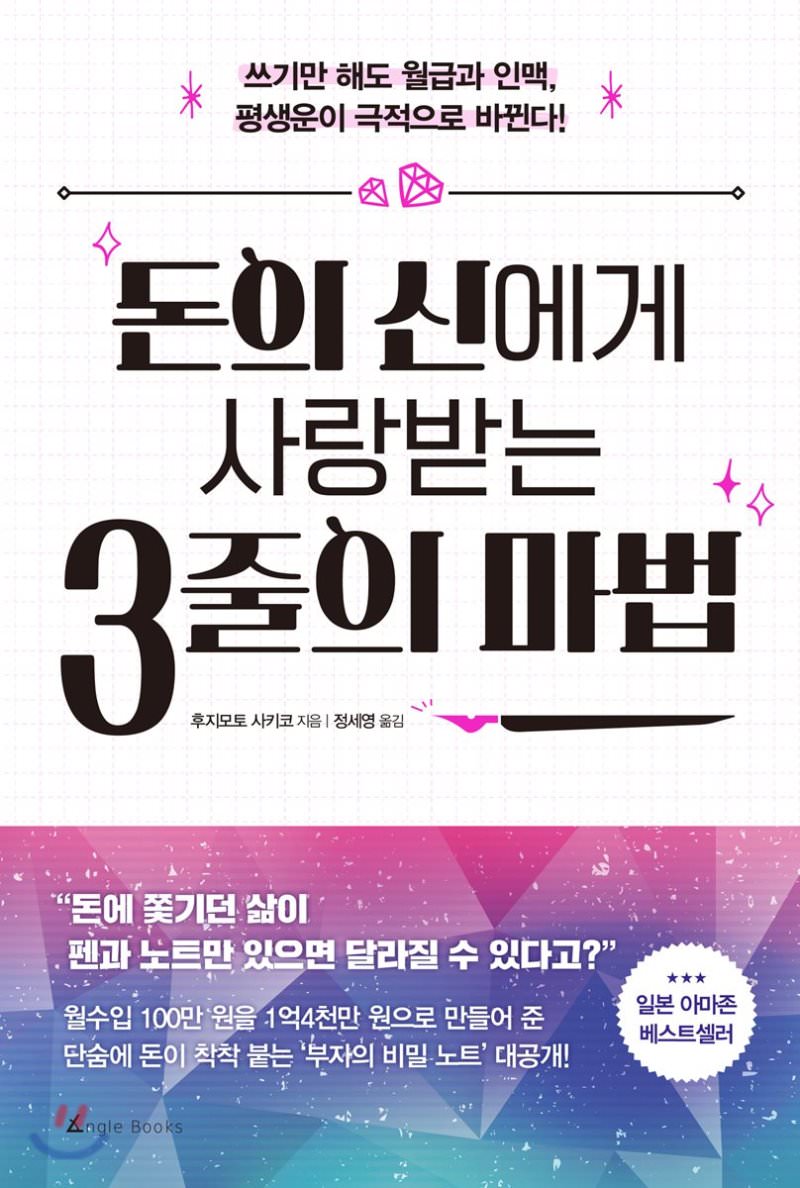 쓰기만 해도 월급과 인맥,
평생운이 극적으로 바뀐다!
돈의 신에게
사랑받는
3줄의 마법
후지모토 사키코 지음 | 정세영 옮김
“돈에 쫓기던 삶이
펜과 노트만 있으면 달라질 수 있다고?”
월수입 100만 원을 1억4천만 원으로 만들어 준
단숨에 돈이 착착 붙는 ‘부자의 비밀 노트’ 대공개!
★★★
일본 아마존
베스트셀러
Angle Books